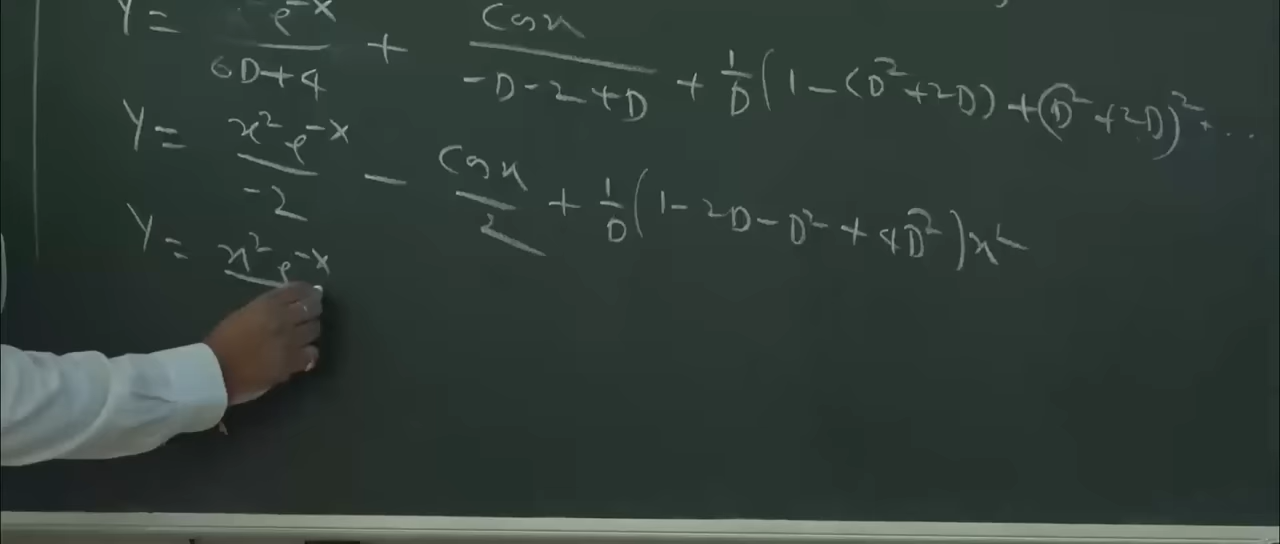 Y = e^-x / 6D+4 + Cos x / -D-2+D + 1/D (1-(D²+2D)+(D²+2D)²+...
Y = x² e^-x / -2 - Cos x / 2 + 1/D (1-2D-D²+4D²)x²
Y = x² e^-x